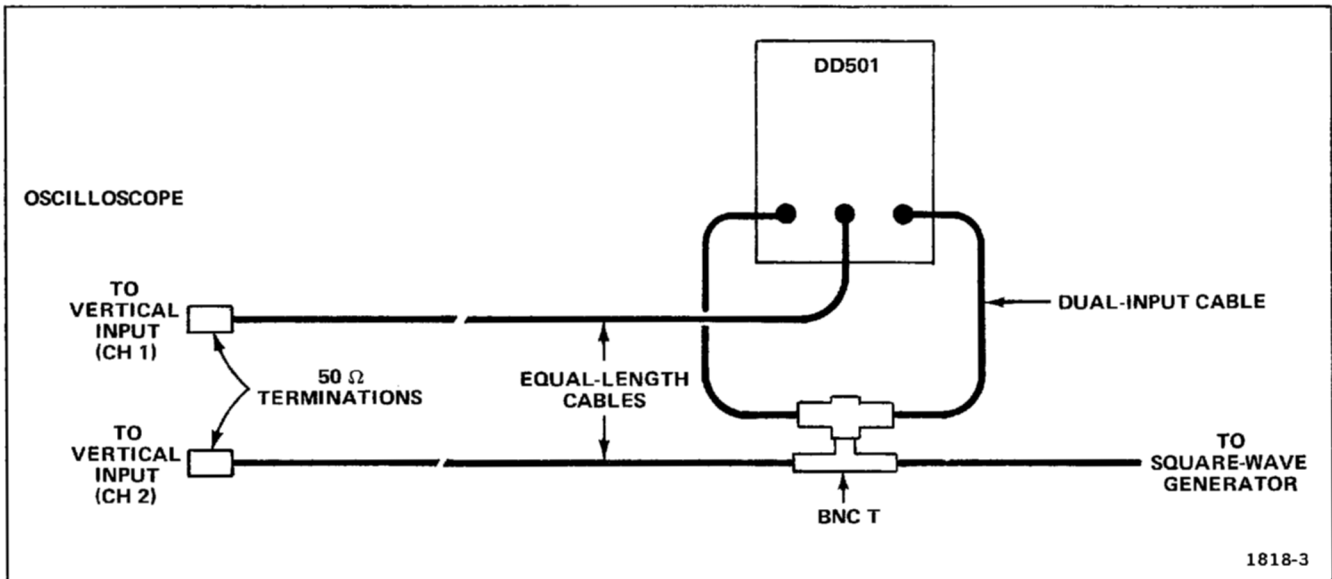 DD501
OSCILLOSCOPE
TO
VERTICAL
INPUT
(CH 1)
50 Ω
TERMINATIONS
EQUAL-LENGTH
CABLES
DUAL-INPUT CABLE
TO
VERTICAL
INPUT
(CH 2)
TO
SQUARE-WAVE
GENERATOR
BNC T
1818-3